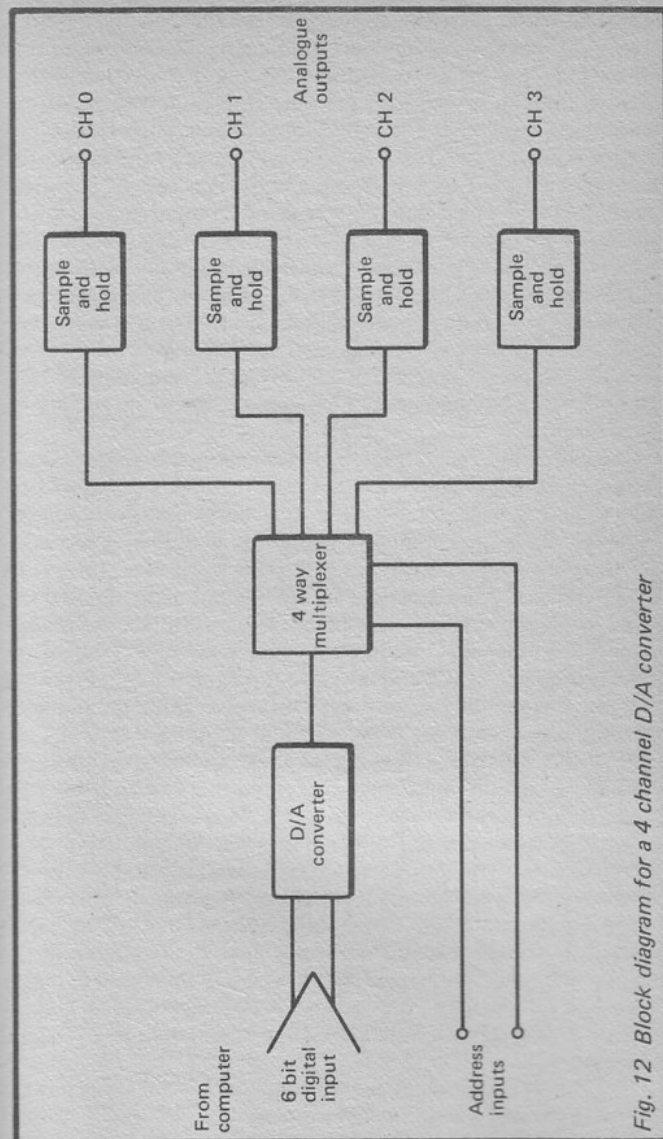 From
computer
6 bit
digital
input
Address
inputs
D/A
converter
4 way
multiplexer
Sample
and
hold
Sample
and
hold
Sample
and
hold
Sample
and
hold
CH 0
CH 1
Analogue
outputs
CH 2
CH 3
Fig. 12 Block diagram for a 4 channel D/A converter